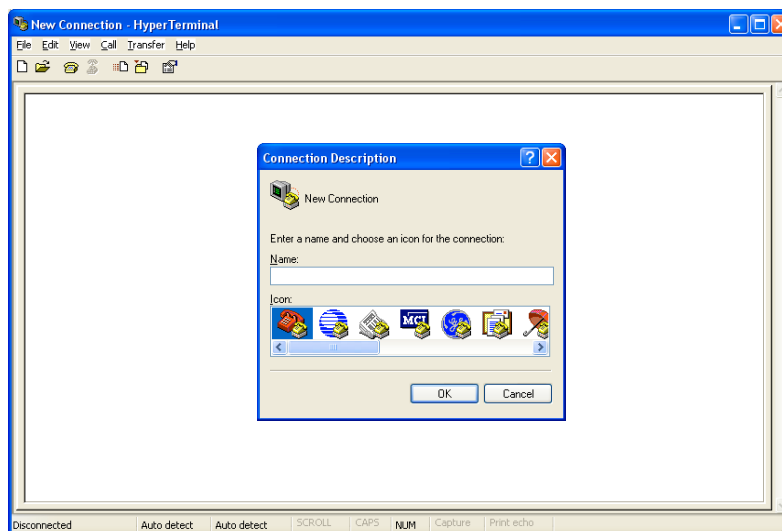 New Connection - HyperTerminal
File Edit View Call Transfer Help
Connection Description
New Connection
Enter a name and choose an icon for the connection:
Name:
Icon:
MCI
OK Cancel
Disconnected Auto detect Auto detect SCROLL CAPS NUM Capture Print echo